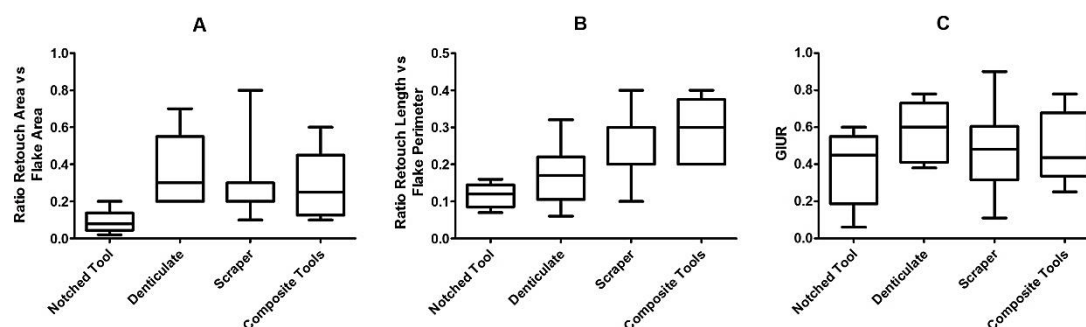 A
Ratio Retouch Area vs
Flake Area
1.0
0.8
0.6
0.4
0.2
0.0
Notched Tool
Denticulate
Scraper
Composite Tools
B
Ratio Retouch Length vs
Flake Perimeter
0.5
0.4
0.3
0.2
0.1
0.0
Notched Tool
Denticulate
Scraper
Composite Tools
C
GIUR
1.0
0.8
0.6
0.4
0.2
0.0
Notched Tool
Denticulate
Scraper
Composite Tools